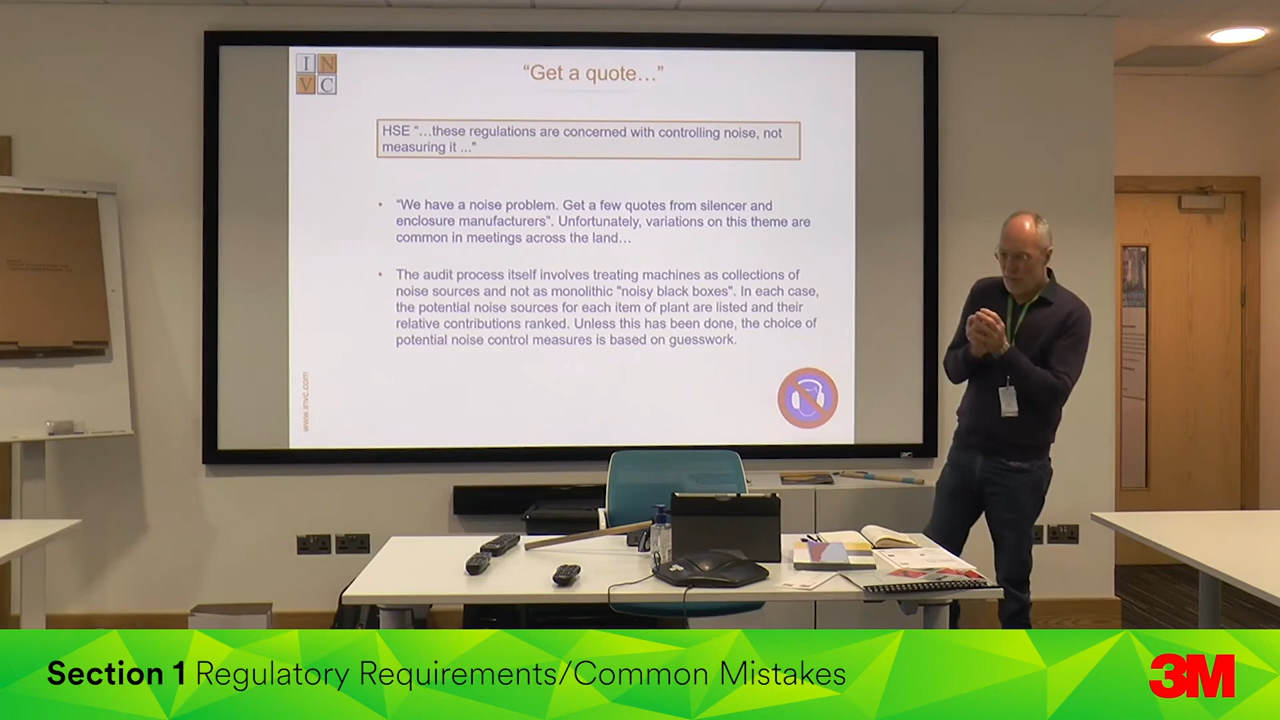 I N
V C
“Get a quote…”
HSE “…these regulations are concerned with controlling noise, not
measuring it ...”
• “We have a noise problem. Get a few quotes from silencer and
enclosure manufacturers”. Unfortunately, variations on this theme are
common in meetings across the land…
• The audit process itself involves treating machines as collections of
noise sources and not as monolithic "noisy black boxes". In each case,
the potential noise sources for each item of plant are listed and their
relative contributions ranked. Unless this has been done, the choice of
potential noise control measures is based on guesswork.
www.invc.com
Section 1 Regulatory Requirements/Common Mistakes
3M